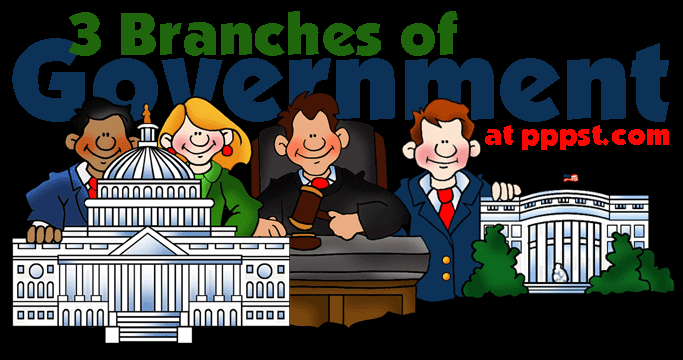 3 Branches of
Government
at pppst.com